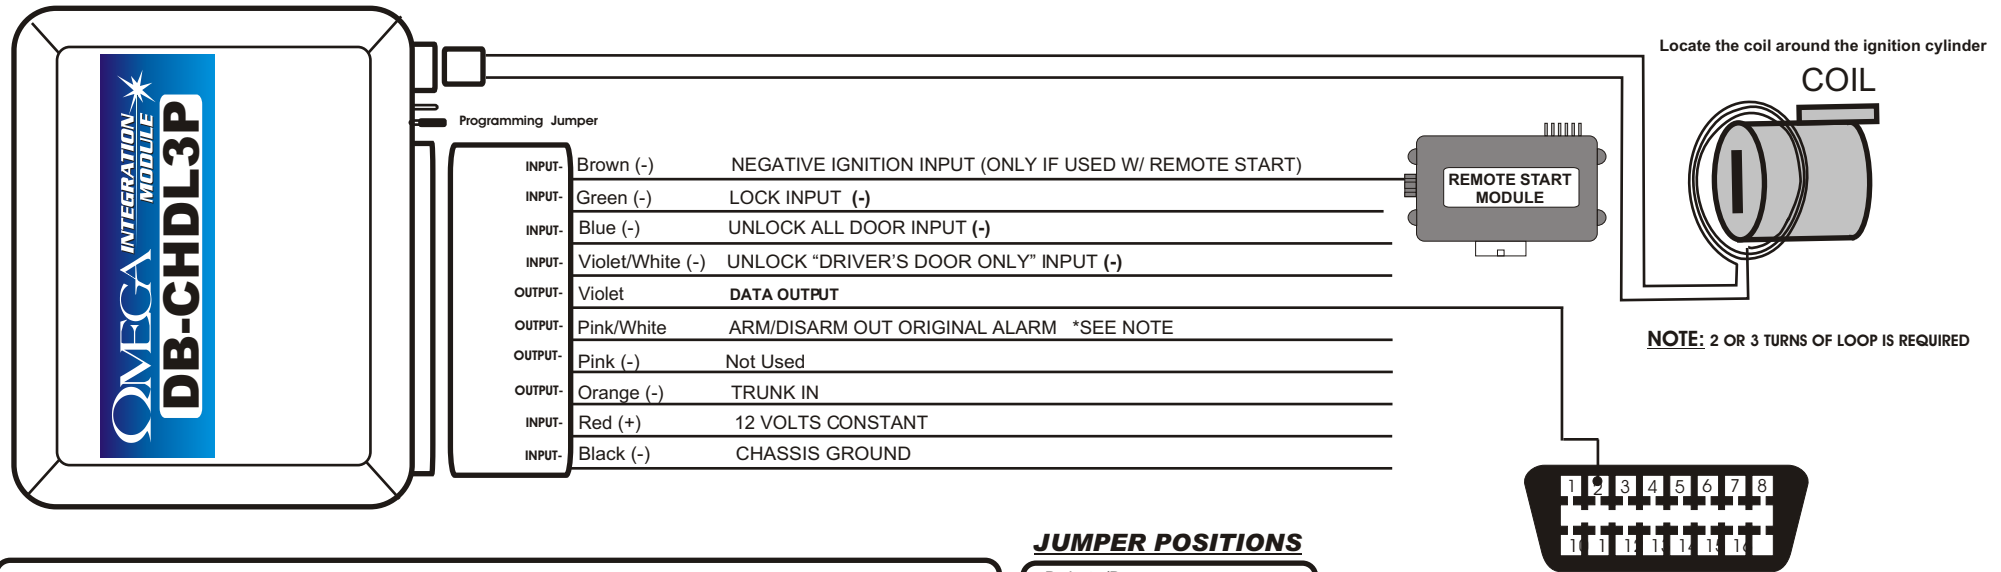 Locate the coil around the ignition cylinder
COIL
OMEGA INTEGRATION MODULE
DB-CHDL3P
Programming Jumper
INPUT- Brown (-) NEGATIVE IGNITION INPUT (ONLY IF USED W/ REMOTE START)
INPUT- Green (-) LOCK INPUT (-)
INPUT- Blue (-) UNLOCK ALL DOOR INPUT (-)
INPUT- Violet/White (-) UNLOCK “DRIVER’S DOOR ONLY” INPUT (-)
OUTPUT- Violet DATA OUTPUT
OUTPUT- Pink/White ARM/DISARM OUT ORIGINAL ALARM *SEE NOTE
OUTPUT- Pink (-) Not Used
OUTPUT- Orange (-) TRUNK IN
INPUT- Red (+) 12 VOLTS CONSTANT
INPUT- Black (-) CHASSIS GROUND
REMOTE START
MODULE
NOTE: 2 OR 3 TURNS OF LOOP IS REQUIRED
1 2 3 4 5 6 7 8
JUMPER POSITIONS